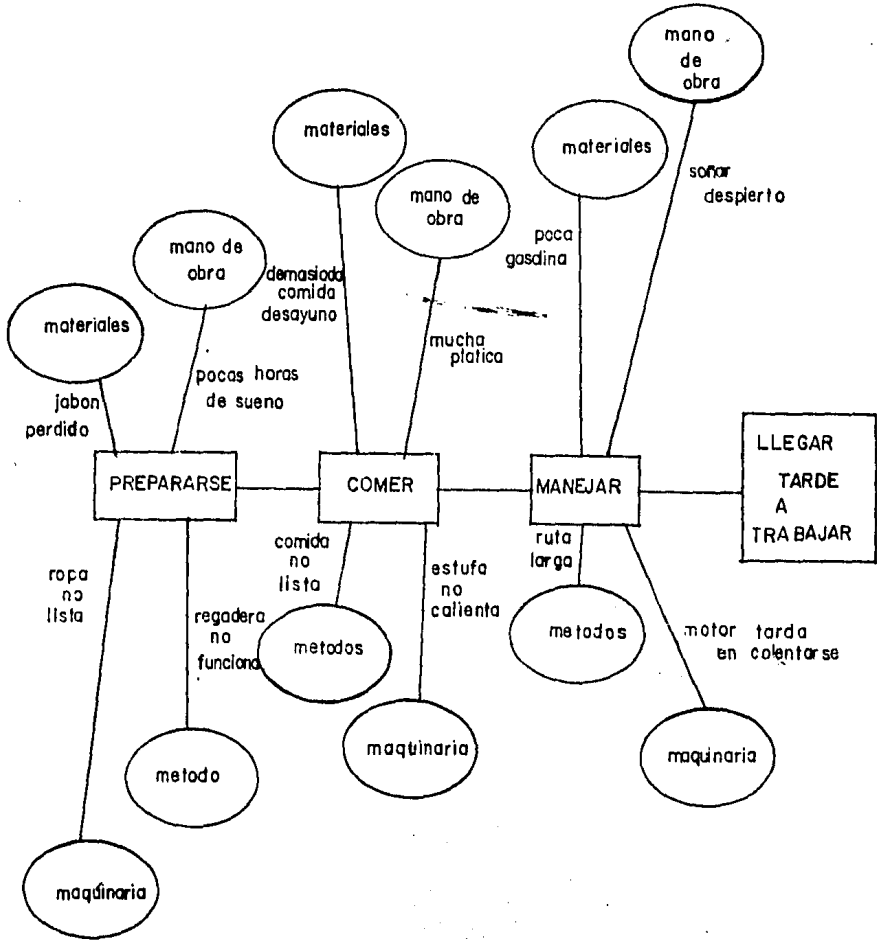 mano
de
obra
materiales
materiales
mano de
obra
soñar
despierto
mano de
obra
poca
gasolina
demasiada
comida
desayuno
materiales
mucha
platica
pocas horas
de sueno
jabon
perdido
PREPARARSE
COMER
MANEJAR
LLEGAR
TARDE
A
TRABAJAR
ropa
no
lista
regadera
no
funciona
comida
no
lista
estufa
no
calienta
ruta
larga
motor tarda
en calentarse
metodos
metodos
metodo
maquinaria
maquinaria
maquinaria